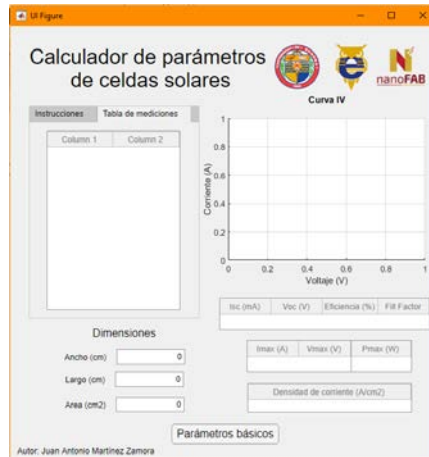 UI Figure
Calculador de parámetros
de celdas solares
nanoFAB
Instrucciones
Tabla de mediciones
Column 1
Column 2
Curva IV
Corriente (A)
1
0.8
0.6
0.4
0.2
0
0
0.2
0.4
0.6
0.8
1
Voltaje (V)
Isc (mA)
Voc (V)
Eficiencia (%)
Fill Factor
Dimensiones
Ancho (cm)
0
Largo (cm)
0
Area (cm2)
0
Imax (A)
Vmax (V)
Pmax (W)
Densidad de corriente (A/cm2)
Parámetros básicos
Autor: Juan Antonio Martínez Zamora